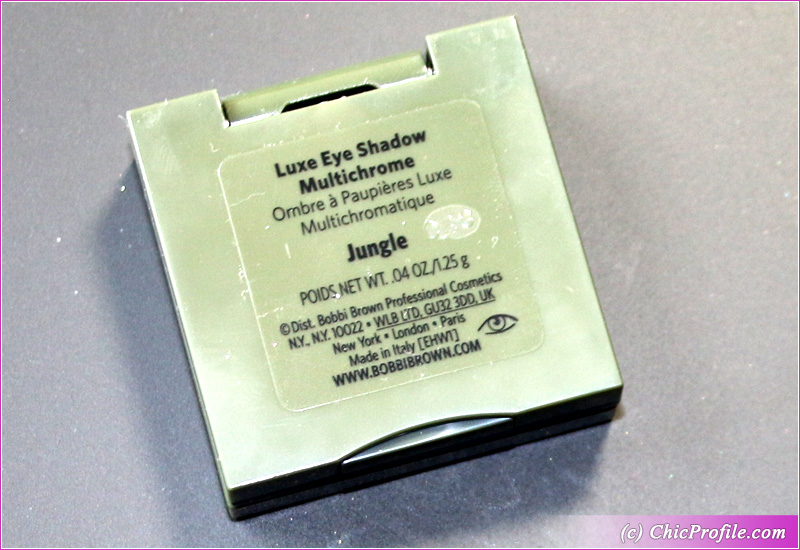 Luxe Eye Shadow
Multichrome
Ombre à Paupières Luxe
Multichromatique
Jungle
POIDS NET WT. .04 OZ./1.25 g
© Dist. Bobbi Brown Professional Cosmetics
N.Y., N.Y. 10022 • WLB LTD, GU32 3DD, UK
New York • London • Paris
Made in Italy [EHW1]
WWW.BOBBIBROWN.COM
(c) ChicProfile.com